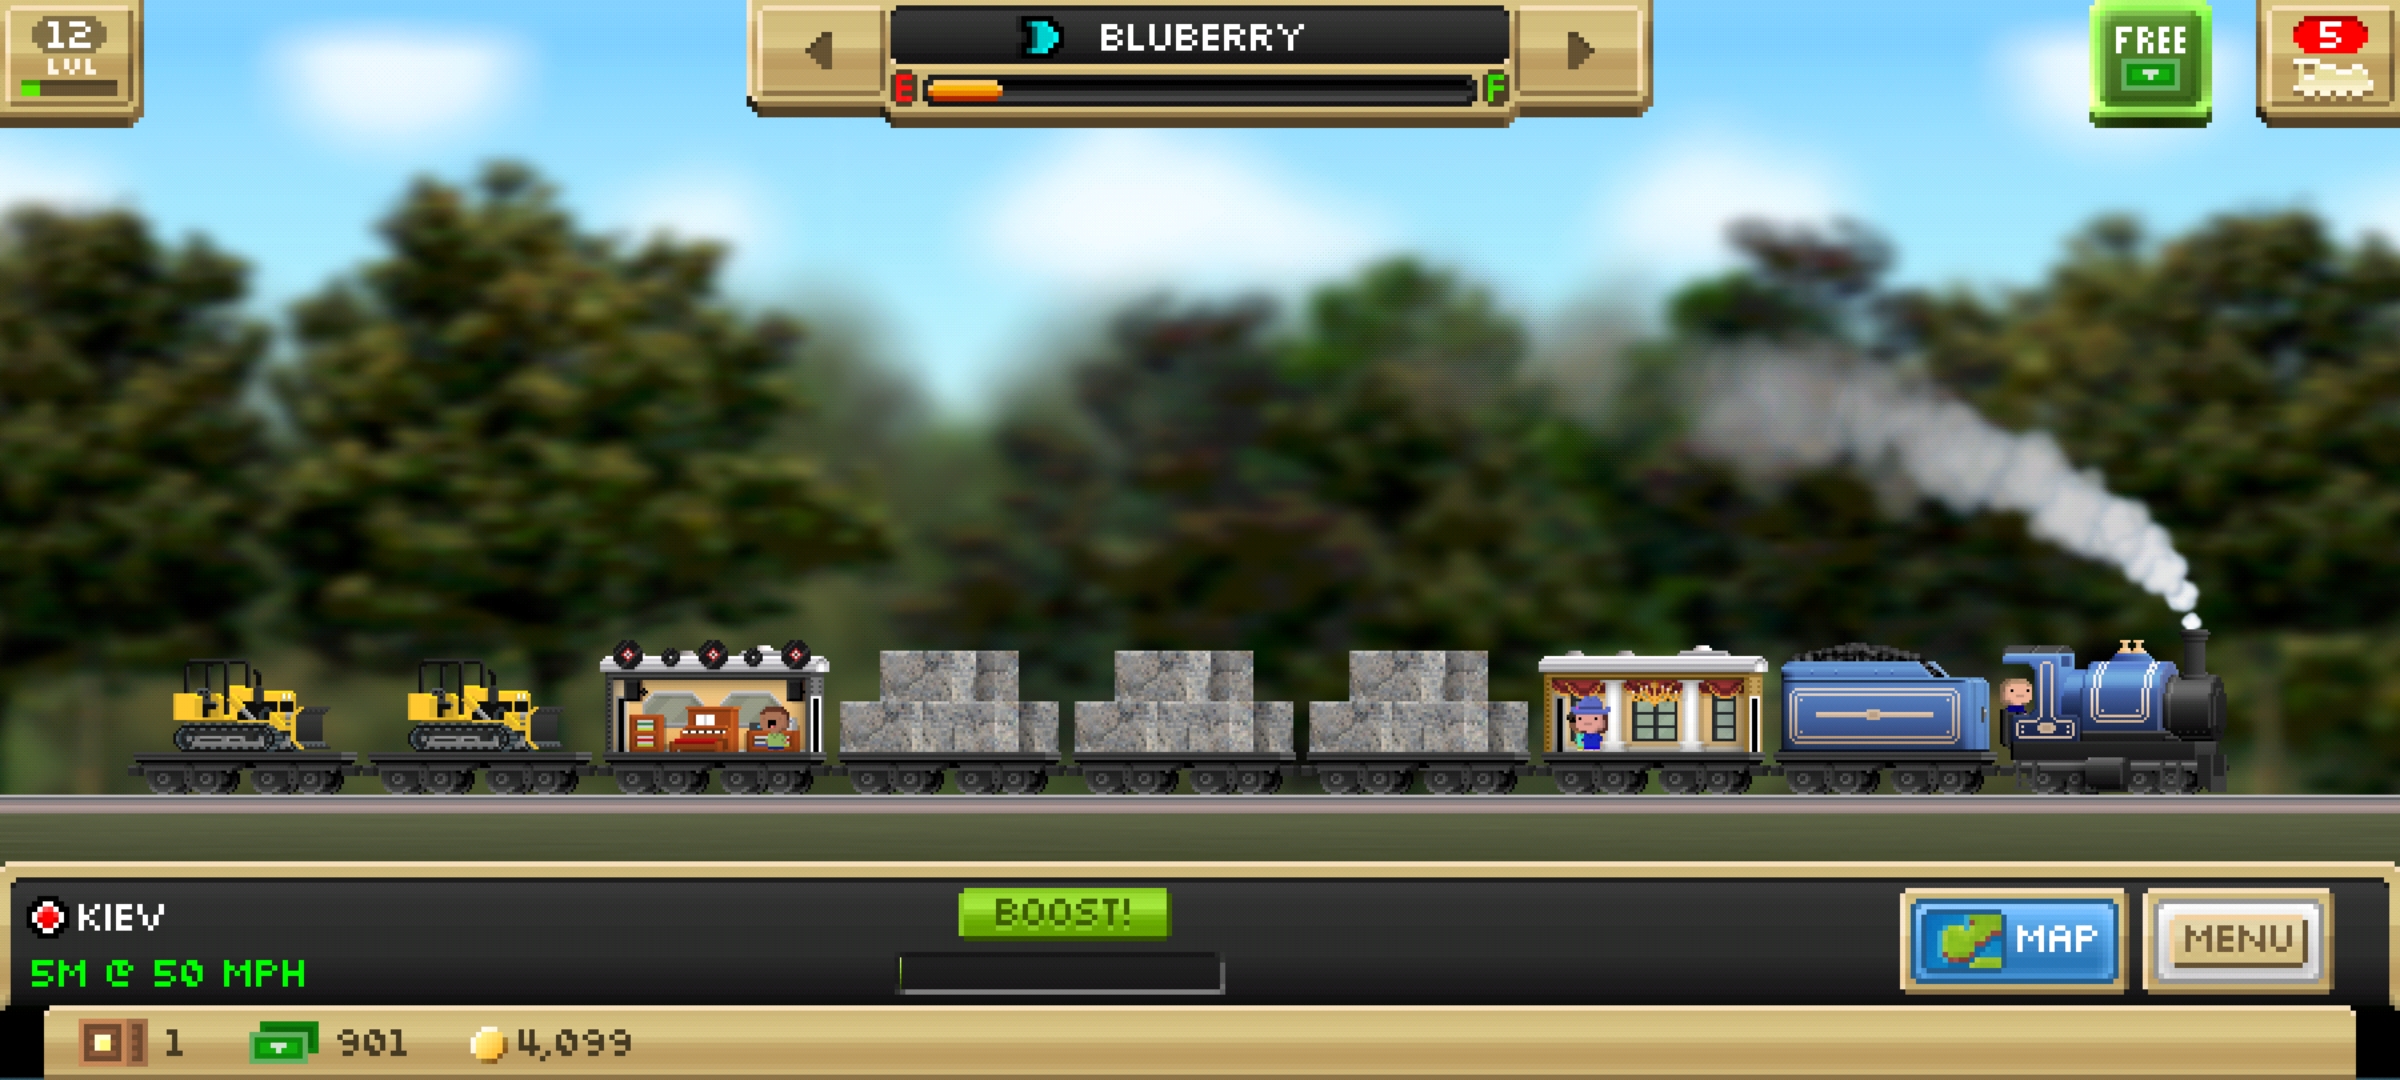 12
LVL
BLUBERRY
E F
FREE
5
KIEV
BOOST!
5M @ 50 MPH
MAP
MENU
1 901 4,099